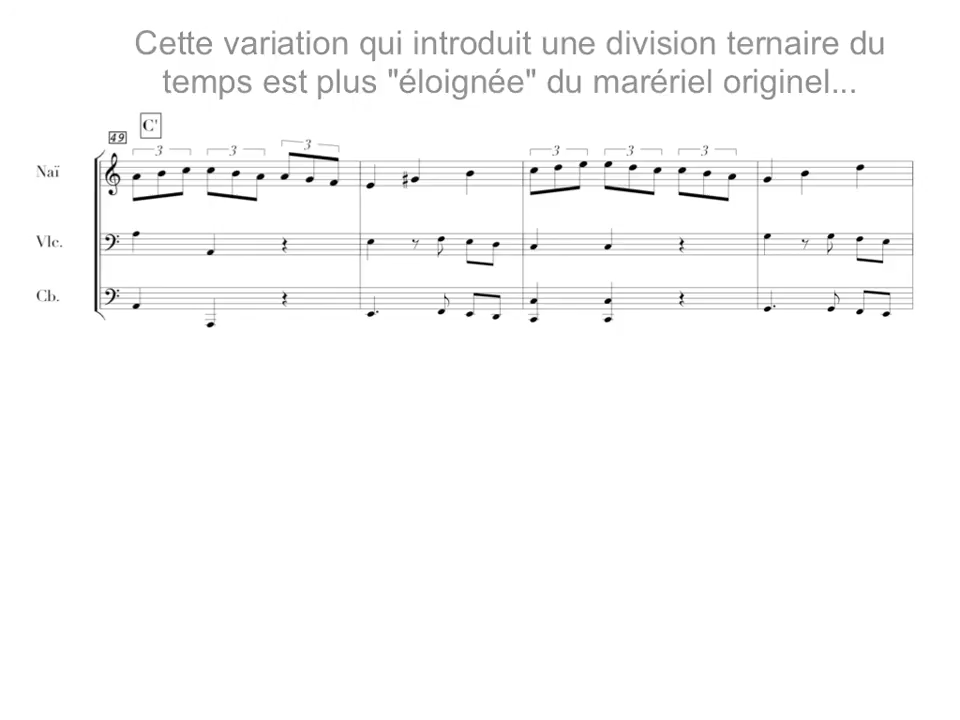 Cette variation qui introduit une division ternaire du
temps est plus "éloignée" du marériel originel...
49
C'
3 3 3 3 3 3
Naï
Vlc.
Cb.